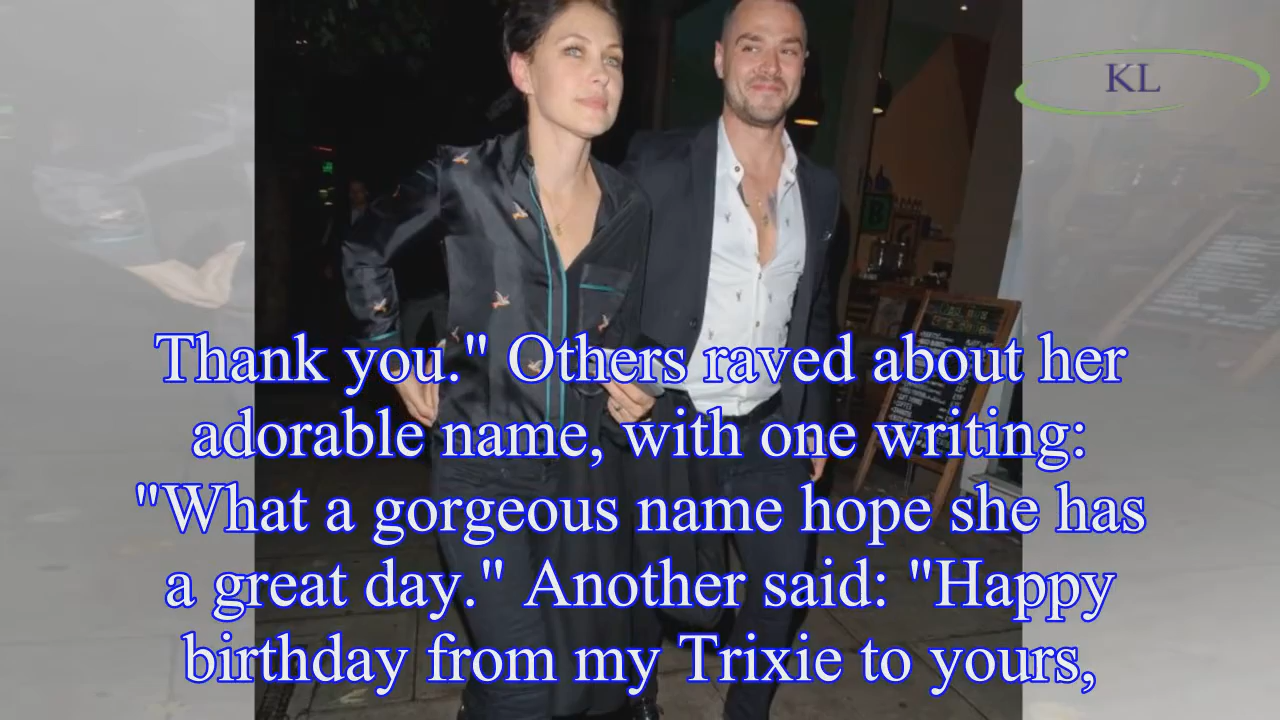 KL
Thank you." Others raved about her
adorable name, with one writing:
"What a gorgeous name hope she has
a great day." Another said: "Happy
birthday from my Trixie to yours,